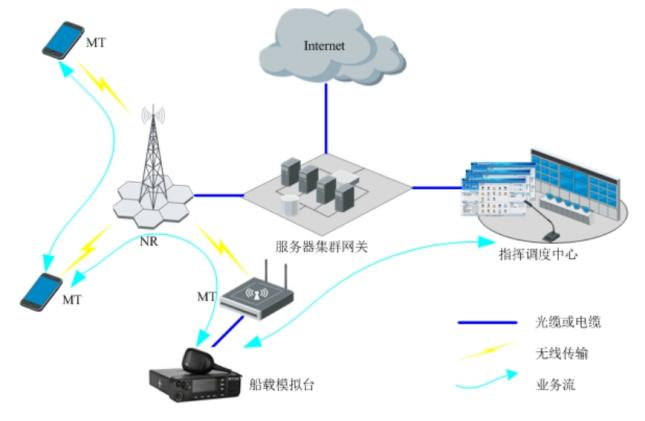 MT
Internet
NR
服务器集群网关
指挥调度中心
MT
MT
光缆或电缆
无线传输
船载模拟台
业务流